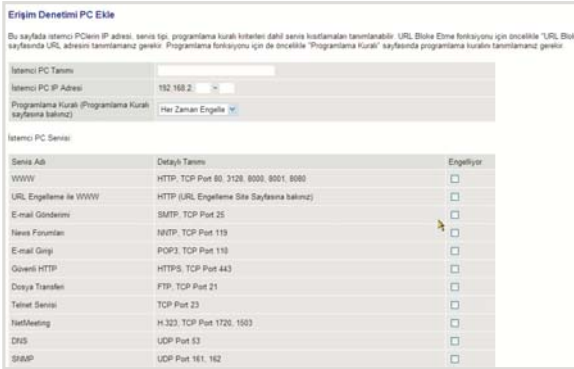 Erişim Denetimi PC Ekle
Bu sayfada istemci PClerin IP adresi, servis tipi, programlama kuralı kriterleri dahil servis kısıtlamaları tanımlanabilir. URL Bloke Etme fonksiyonu için öncelikle "URL Blok
sayfasında URL adresini tanımlamanız gerekir. Programlama fonksiyonu için de öncelikle "Programlama Kuralı" sayfasında programlama kuralını tanımlamanız gerekir.
İstemci PC Tanımı
İstemci PC IP Adresi 192.168.2. ~
Programlama Kuralı (Programlama Kuralı Her Zaman Engelle
sayfasına bakınız)
İstemci PC Servisi:
Servis Adı Detaylı Tanımı Engelliyor
WWW HTTP, TCP Port 80, 3128, 8000, 8001, 8080
URL Engelleme ile WWW HTTP (URL Engelleme Site Sayfasına bakınız)
E-mail Gönderimi SMTP, TCP Port 25
News Forumları NNTP, TCP Port 119
E-mail Girişi POP3, TCP Port 110
Güvenli HTTP HTTPS, TCP Port 443
Dosya Transferi FTP, TCP Port 21
Telnet Servisi TCP Port 23
NetMeeting H.323, TCP Port 1720, 1503
DNS UDP Port 53
SNMP UDP Port 161, 162